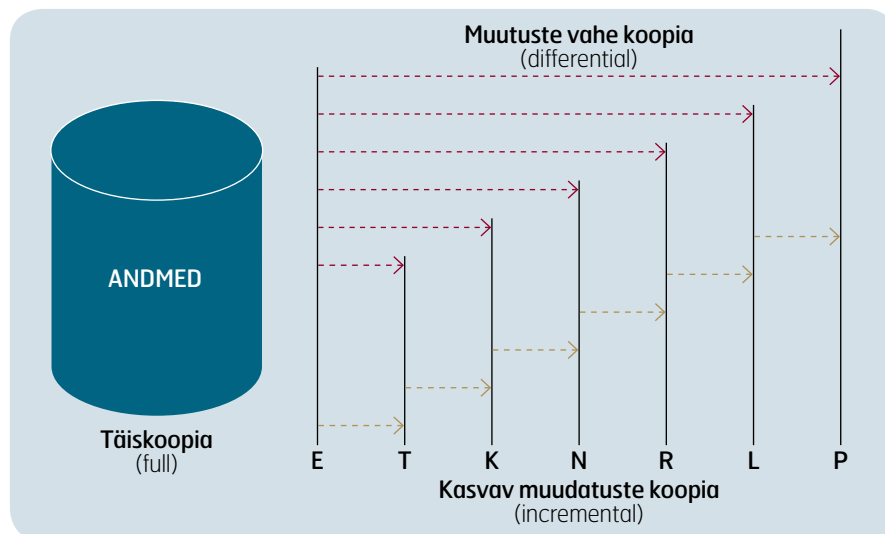 Muutuste vahe koopia
(differential)
ANDMED
Täiskoopia
(full)
E T K N R L P
Kasvav muudatuste koopia
(incremental)